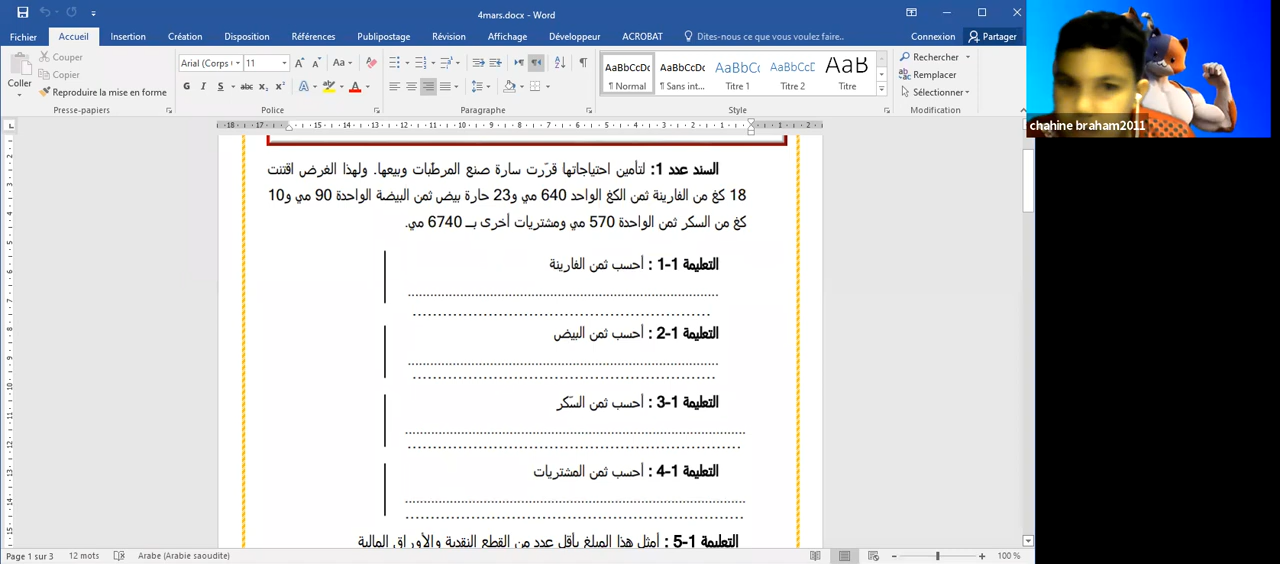 4mars.docx - Word
Fichier Accueil Insertion Création Disposition Références Publipostage Révision Affichage Développeur ACROBAT Dites-nous ce que vous voulez faire.. Connexion Partager
Couper
Copier
Reproduire la mise en forme
Coller
Presse-papiers
Arial (Corps 11
Police
Paragraphe
AaBbCcDc AaBbCcDc AaBbCc AaBbCcD AaB
¶ Normal ¶ Sans int... Titre 1 Titre 2 Titre
Style
Rechercher
Remplacer
Sélectionner
Modification
chahine braham2011
السند عدد 1: لتأمين احتياجاتها قرّرت سارة صنع المرطّبات وبيعها. ولهذا الغرض اقتنت
18 كغ من الفارينة ثمن الكغ الواحد 640 مي و23 حارة بيض ثمن البيضة الواحدة 90 مي و10
كغ من السكر ثمن الواحدة 570 مي ومشتريات أخرى بـ 6740 مي.
التعليمة 1-1 : أحسب ثمن الفارينة
التعليمة 1-2 : أحسب ثمن البيض
التعليمة 1-3 : أحسب ثمن السّكر
التعليمة 1-4 : أحسب ثمن المشتريات
التعليمة 1-5 : أمثل هذا المبلغ بأقل عدد من القطع النقدية والأوراق المالية
Page 1 sur 3 12 mots Arabe (Arabie saoudite) 100 %